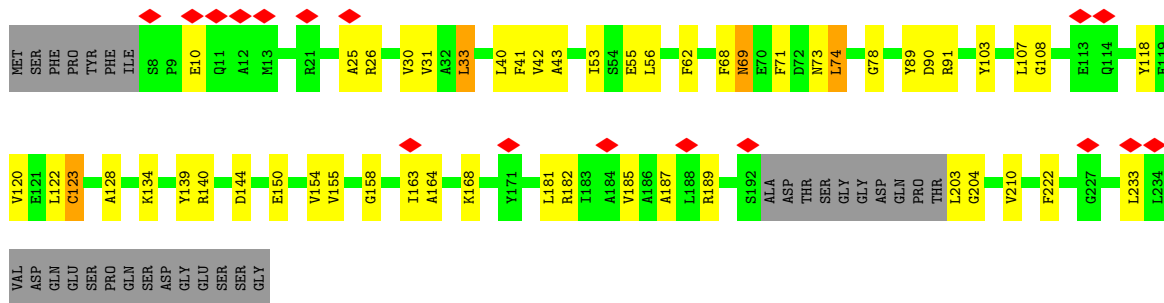 MET SER PHE PRO TYR PHE ILE S8 P9 E10 Q11 A12 M13 R21 A25 R26 V30 V31 A32 L33 L40 F41 V42 A43 I53 S54 E55 L56 F62 F68 N69 E70 F71 D72 N73 L74 G78 Y89 D90 R91 Y103 L107 G108 E113 Q114 Y118 E119
V120 E121 L122 C123 A128 K134 Y139 R140 D144 E150 V154 V155 G158 I163 A164 K168 Y171 L181 R182 I183 A184 V185 A186 A187 L188 R189 S192 ALA ASP THR SER GLY GLY ASP GLN PRO THR L203 G204 V210 F222 G227 L233 L234
VAL ASP GLN GLU SER PRO GLN SER ASP GLY GLU SER SER GLY